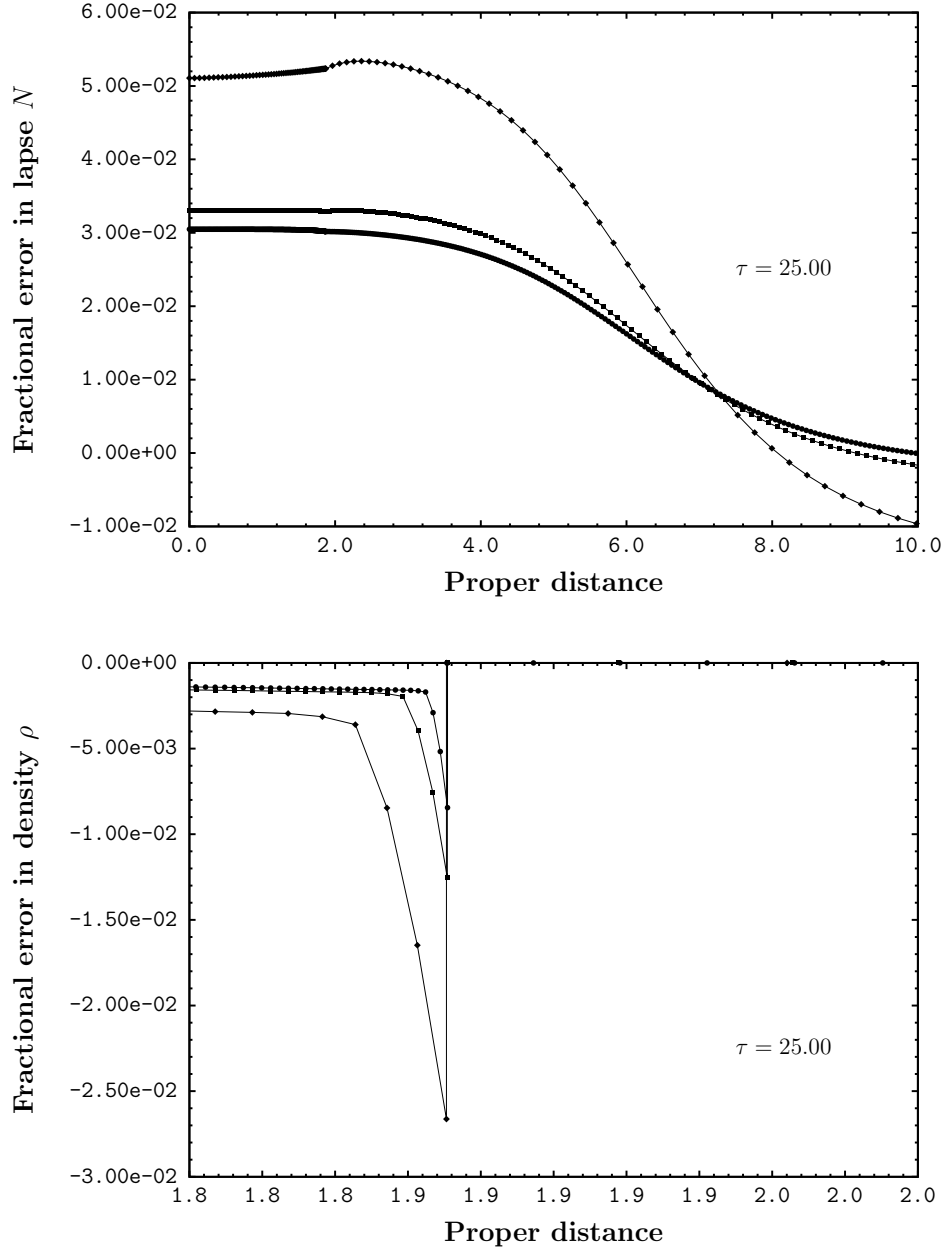 6.00e-02
5.00e-02
4.00e-02
3.00e-02
2.00e-02
1.00e-02
0.00e+00
-1.00e-02
Fractional error in lapse N
τ = 25.00
0.0 2.0 4.0 6.0 8.0 10.0
Proper distance
0.00e+00
-5.00e-03
-1.00e-02
-1.50e-02
-2.00e-02
-2.50e-02
-3.00e-02
Fractional error in density ρ
τ = 25.00
1.8 1.8 1.8 1.9 1.9 1.9 1.9 1.9 2.0 2.0 2.0
Proper distance